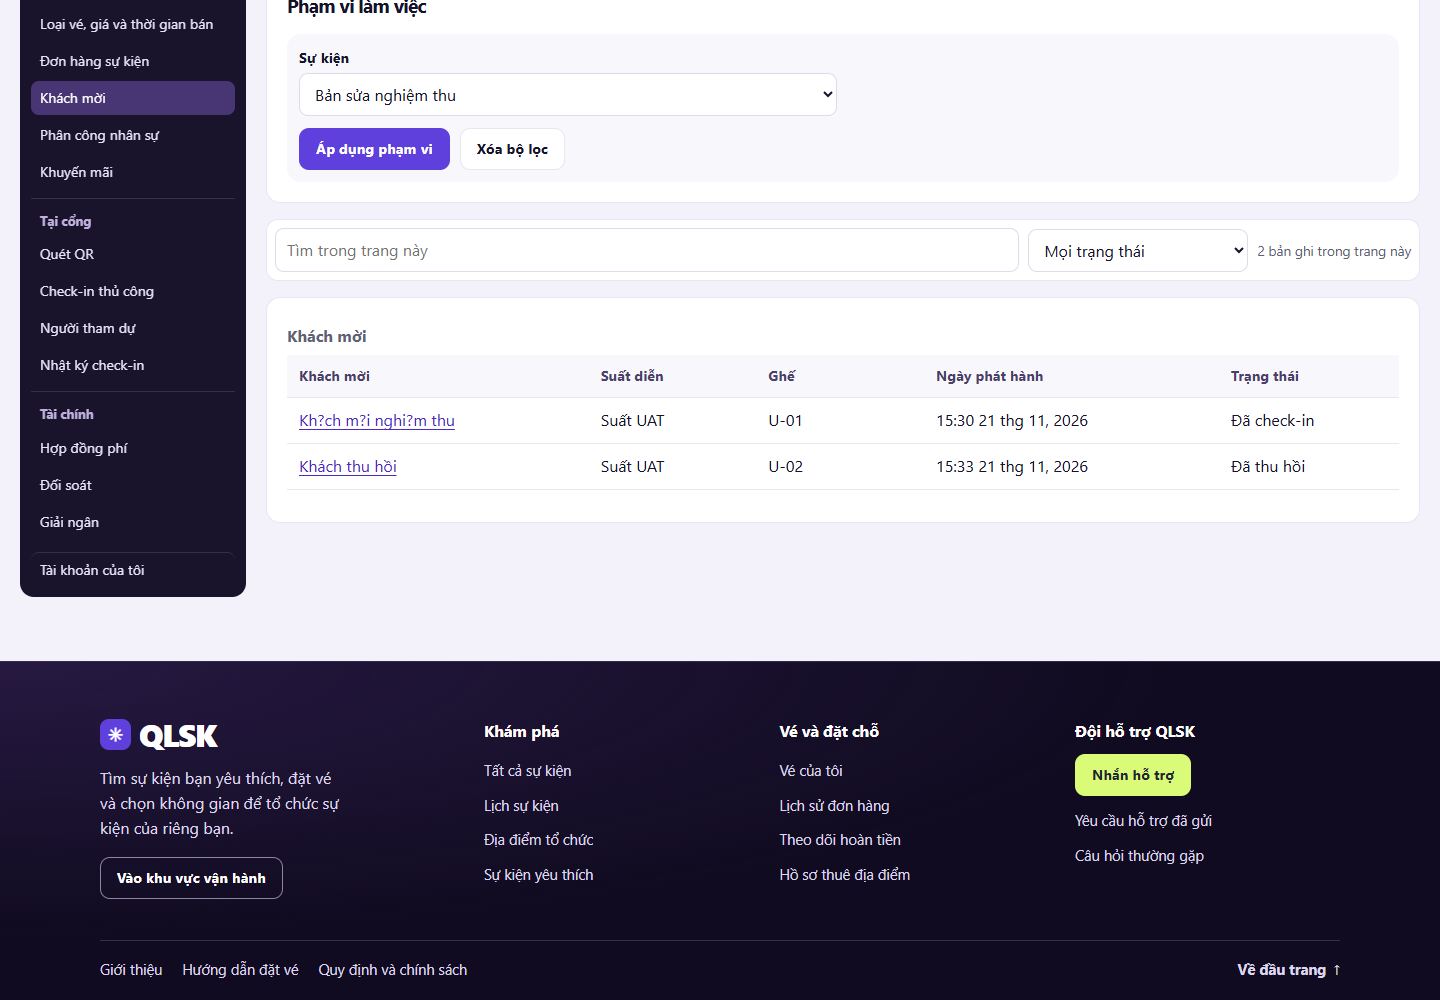 Loại vé, giá và thời gian bán
Đơn hàng sự kiện
Khách mời
Phân công nhân sự
Khuyến mãi
Tại cổng
Quét QR
Check-in thủ công
Người tham dự
Nhật ký check-in
Tài chính
Hợp đồng phí
Đối soát
Giải ngân
Tài khoản của tôi
Phạm vi làm việc
Sự kiện
Bản sửa nghiệm thu
Áp dụng phạm vi
Xóa bộ lọc
Tìm trong trang này
Mọi trạng thái
2 bản ghi trong trang này
Khách mời
Khách mời Suất diễn Ghế Ngày phát hành Trạng thái
Kh?ch m?i nghi?m thu Suất UAT U-01 15:30 21 thg 11, 2026 Đã check-in
Khách thu hồi Suất UAT U-02 15:33 21 thg 11, 2026 Đã thu hồi
QLSK
Tìm sự kiện bạn yêu thích, đặt vé
và chọn không gian để tổ chức sự
kiện của riêng bạn.
Vào khu vực vận hành
Khám phá
Tất cả sự kiện
Lịch sự kiện
Địa điểm tổ chức
Sự kiện yêu thích
Vé và đặt chỗ
Vé của tôi
Lịch sử đơn hàng
Theo dõi hoàn tiền
Hồ sơ thuê địa điểm
Đội hỗ trợ QLSK
Nhắn hỗ trợ
Yêu cầu hỗ trợ đã gửi
Câu hỏi thường gặp
Giới thiệu Hướng dẫn đặt vé Quy định và chính sách
Về đầu trang ↑